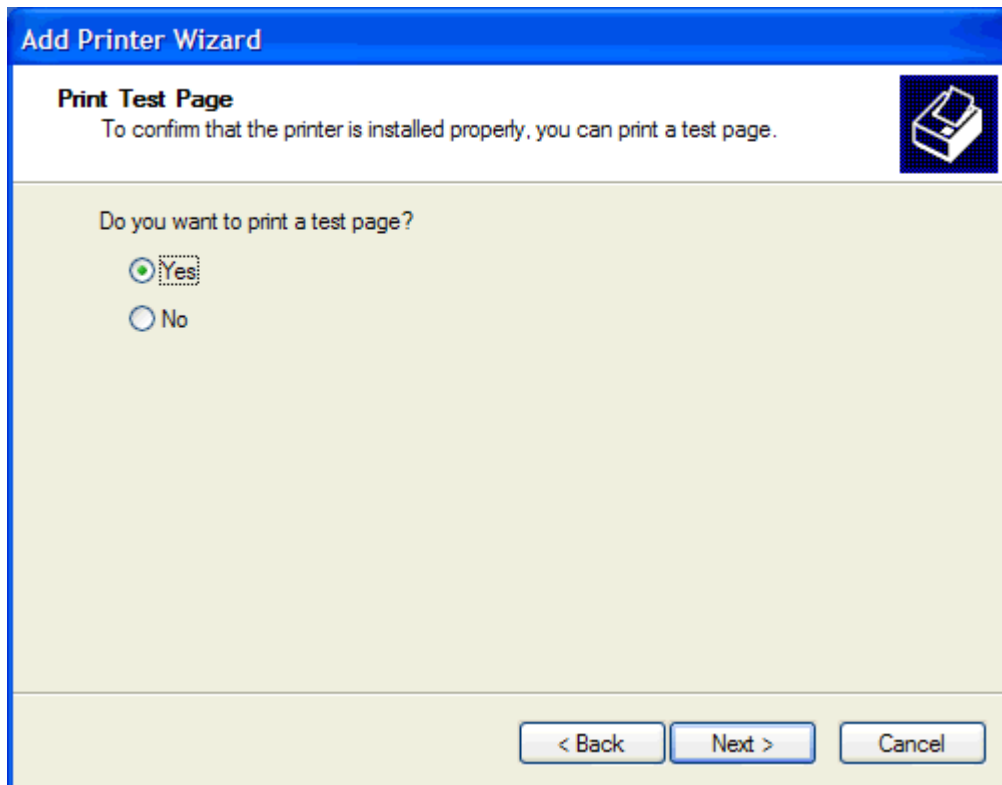 Add Printer Wizard
Print Test Page
To confirm that the printer is installed properly, you can print a test page.
Do you want to print a test page?
Yes
No
< Back Next > Cancel